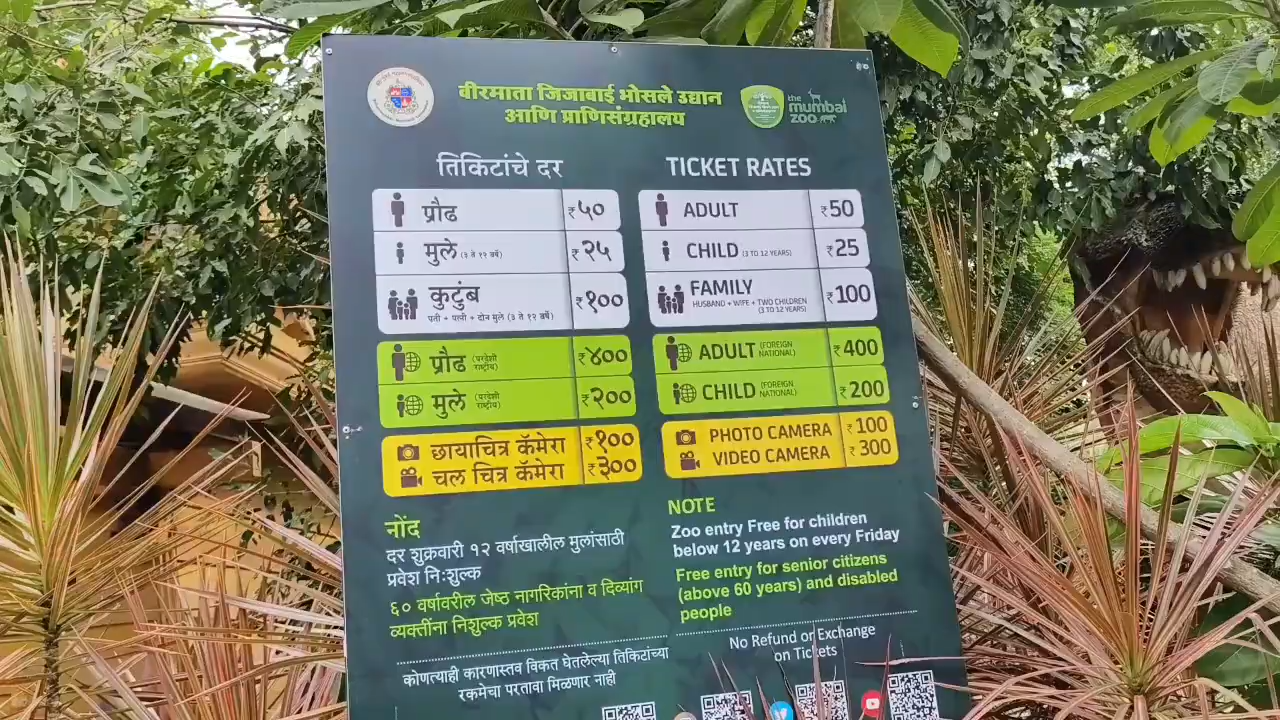 वीरमाता जिजाबाई भोसले उद्यान
आणि प्राणिसंग्रहालय
the
mumbai
zoo
तिकिटांचे दर
प्रौढ ₹५०
मुले (३ ते १२ वर्षे) ₹२५
कुटुंब ₹१००
पती + पत्नी + दोन मुले (३ ते १२ वर्षे)
प्रौढ (परदेशी राष्ट्रीय) ₹४००
मुले (परदेशी राष्ट्रीय) ₹२००
छायाचित्र कॅमेरा ₹१००
चल चित्र कॅमेरा ₹३००
नोंद
दर शुक्रवारी १२ वर्षाखालील मुलांसाठी
प्रवेश नि:शुल्क
६० वर्षावरील जेष्ठ नागरिकांना व दिव्यांग
व्यक्तींना निशुल्क प्रवेश
कोणत्याही कारणास्तव विकत घेतलेल्या तिकिटांच्या
रकमेचा परतावा मिळणार नाही
TICKET RATES
ADULT ₹50
CHILD (3 TO 12 YEARS) ₹25
FAMILY ₹100
HUSBAND + WIFE + TWO CHILDREN
(3 TO 12 YEARS)
ADULT (FOREIGN NATIONAL) ₹400
CHILD (FOREIGN NATIONAL) ₹200
PHOTO CAMERA ₹100
VIDEO CAMERA ₹300
NOTE
Zoo entry Free for children
below 12 years on every Friday
Free entry for senior citizens
(above 60 years) and disabled
people
No Refund or Exchange
on Tickets